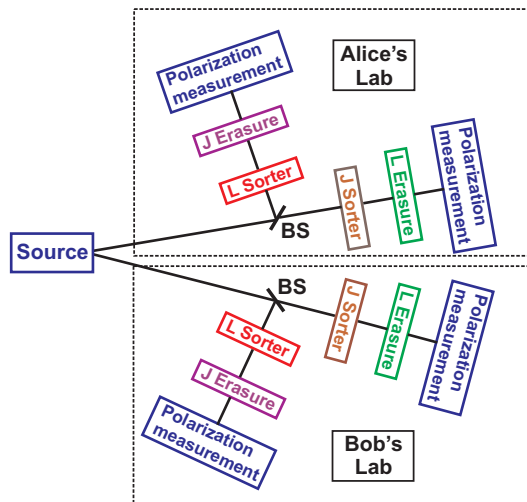 Polarization
measurement
Alice's
Lab
J Erasure
L Sorter
J Sorter
L Erasure
Polarization
measurement
BS
Source
BS
L Sorter
J Erasure
Polarization
measurement
J Sorter
L Erasure
Polarization
measurement
Bob's
Lab